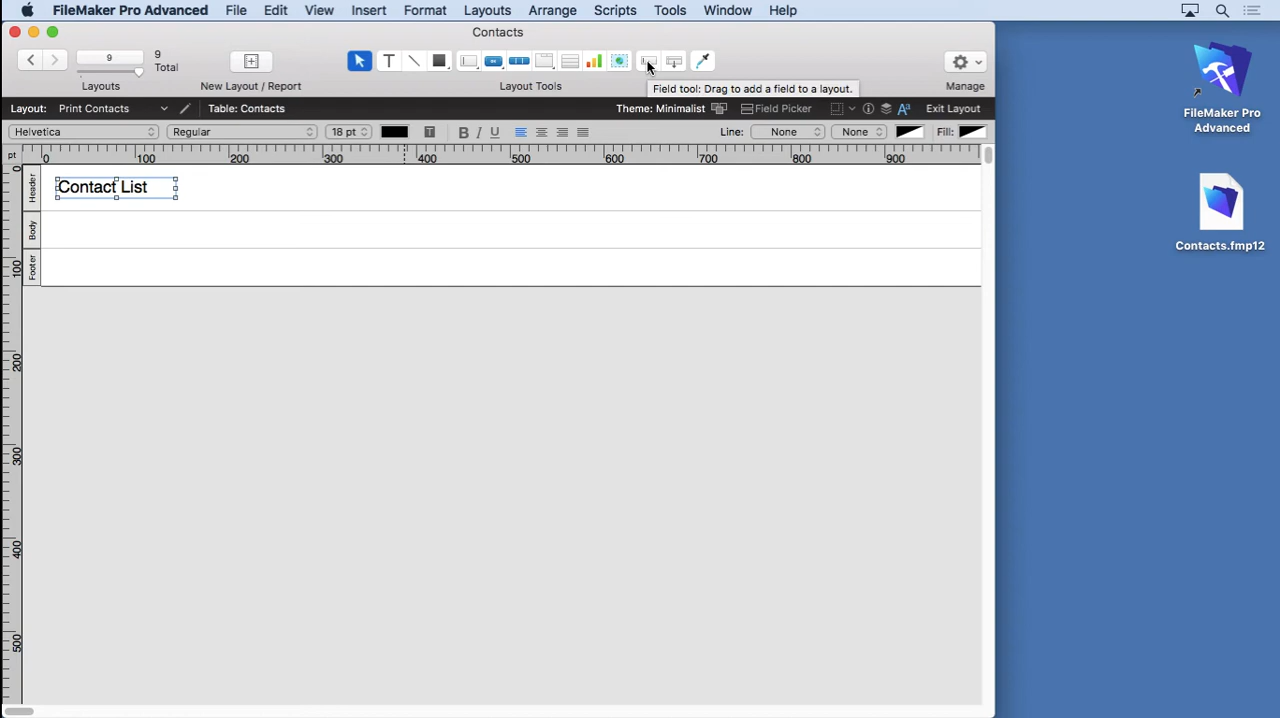 FileMaker Pro Advanced File Edit View Insert Format Layouts Arrange Scripts Tools Window Help
Contacts
9
9
Total
Layouts
New Layout / Report
T
Layout Tools
Manage
Field tool: Drag to add a field to a layout.
Layout: Print Contacts
Table: Contacts
Theme: Minimalist
Field Picker
Exit Layout
Helvetica
Regular
18 pt
B I U
Line: None None
Fill:
pt
0 100 200 300 400 500 600 700 800 900
0
100
200
300
400
500
Header
Body
Footer
Contact List
FileMaker Pro
Advanced
Contacts.fmp12